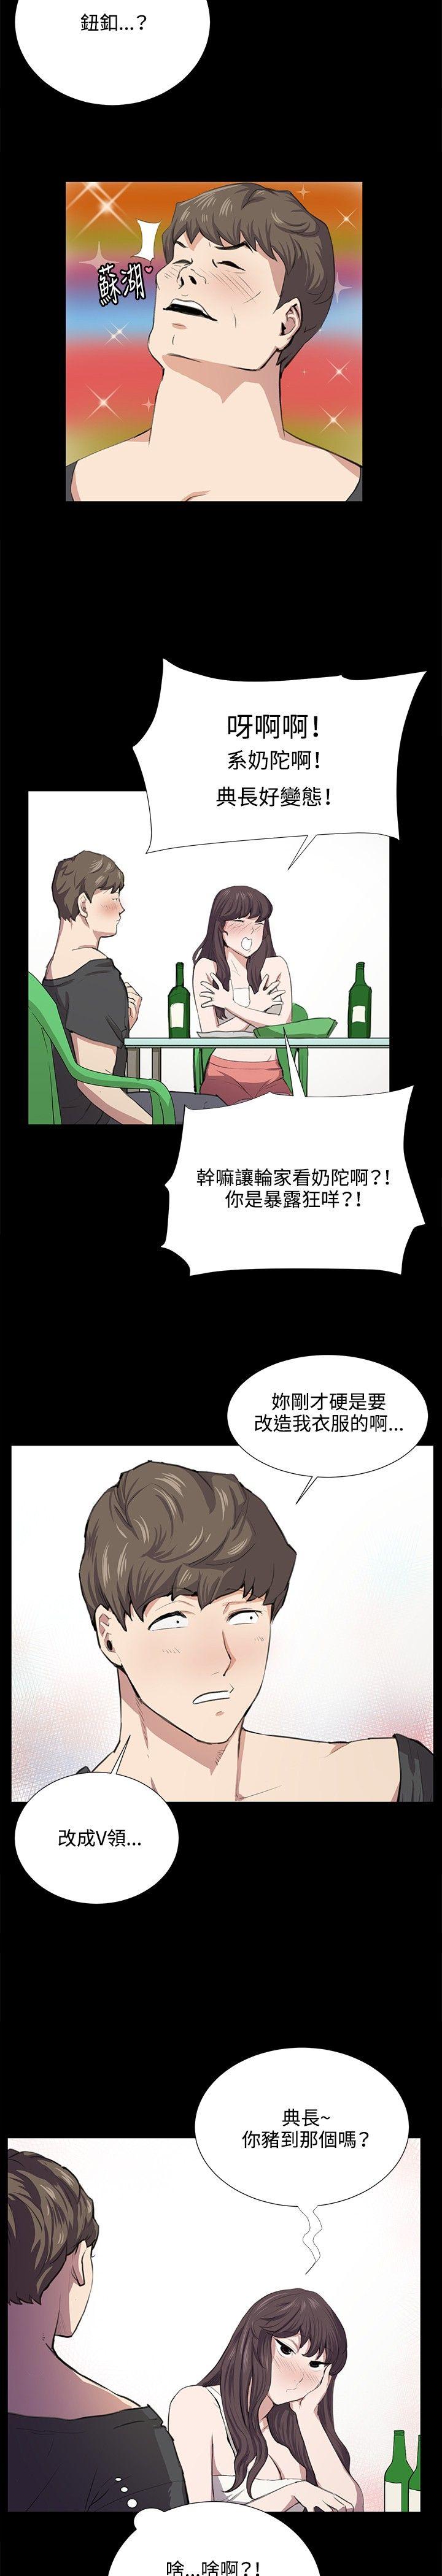 鈕釦...？
蘇湖♥
呀啊啊！
系奶陀啊！
典長好變態！
幹嘛讓輪家看奶陀啊？！
你是暴露狂咩？！
妳剛才硬是要
改造我衣服的啊...
改成V領...
典長~
你豬到那個嗎？
啥...啥啊？！